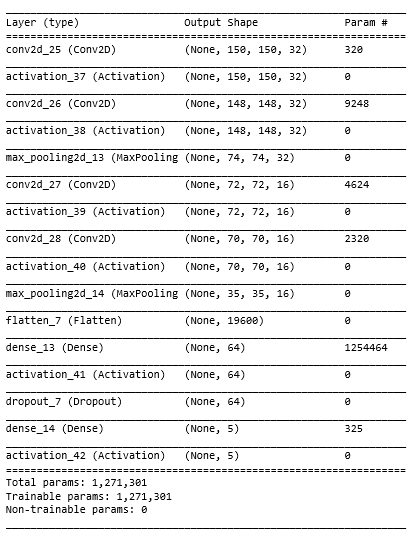 Layer (type) Output Shape Param #
conv2d_25 (Conv2D) (None, 150, 150, 32) 320
activation_37 (Activation) (None, 150, 150, 32) 0
conv2d_26 (Conv2D) (None, 148, 148, 32) 9248
activation_38 (Activation) (None, 148, 148, 32) 0
max_pooling2d_13 (MaxPooling (None, 74, 74, 32) 0
conv2d_27 (Conv2D) (None, 72, 72, 16) 4624
activation_39 (Activation) (None, 72, 72, 16) 0
conv2d_28 (Conv2D) (None, 70, 70, 16) 2320
activation_40 (Activation) (None, 70, 70, 16) 0
max_pooling2d_14 (MaxPooling (None, 35, 35, 16) 0
flatten_7 (Flatten) (None, 19600) 0
dense_13 (Dense) (None, 64) 1254464
activation_41 (Activation) (None, 64) 0
dropout_7 (Dropout) (None, 64) 0
dense_14 (Dense) (None, 5) 325
activation_42 (Activation) (None, 5) 0
Total params: 1,271,301
Trainable params: 1,271,301
Non-trainable params: 0